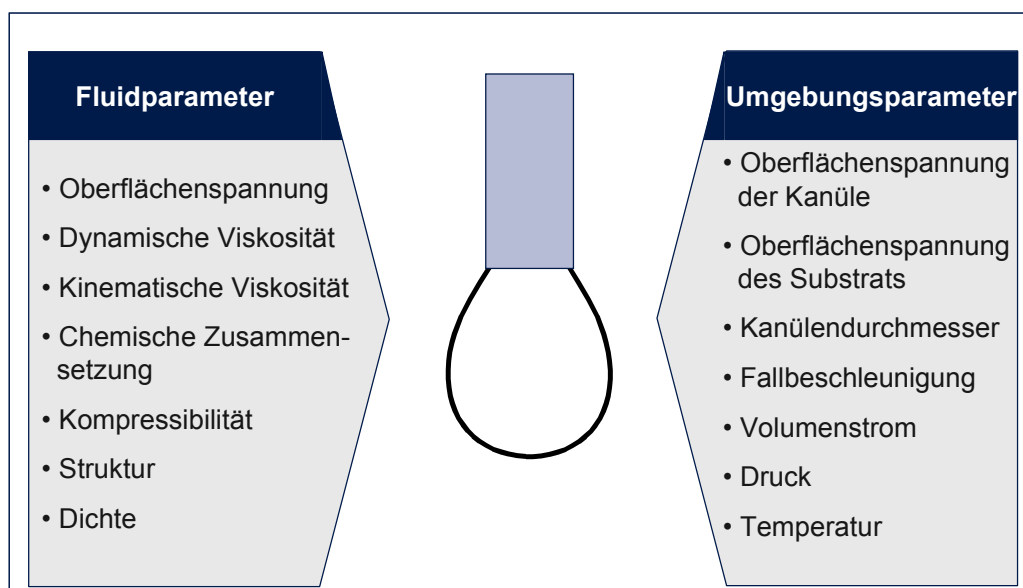 Fluidparameter
• Oberflächenspannung
• Dynamische Viskosität
• Kinematische Viskosität
• Chemische Zusammen-
setzung
• Kompressibilität
• Struktur
• Dichte
Umgebungsparameter
• Oberflächenspannung
der Kanüle
• Oberflächenspannung
des Substrats
• Kanülendurchmesser
• Fallbeschleunigung
• Volumenstrom
• Druck
• Temperatur